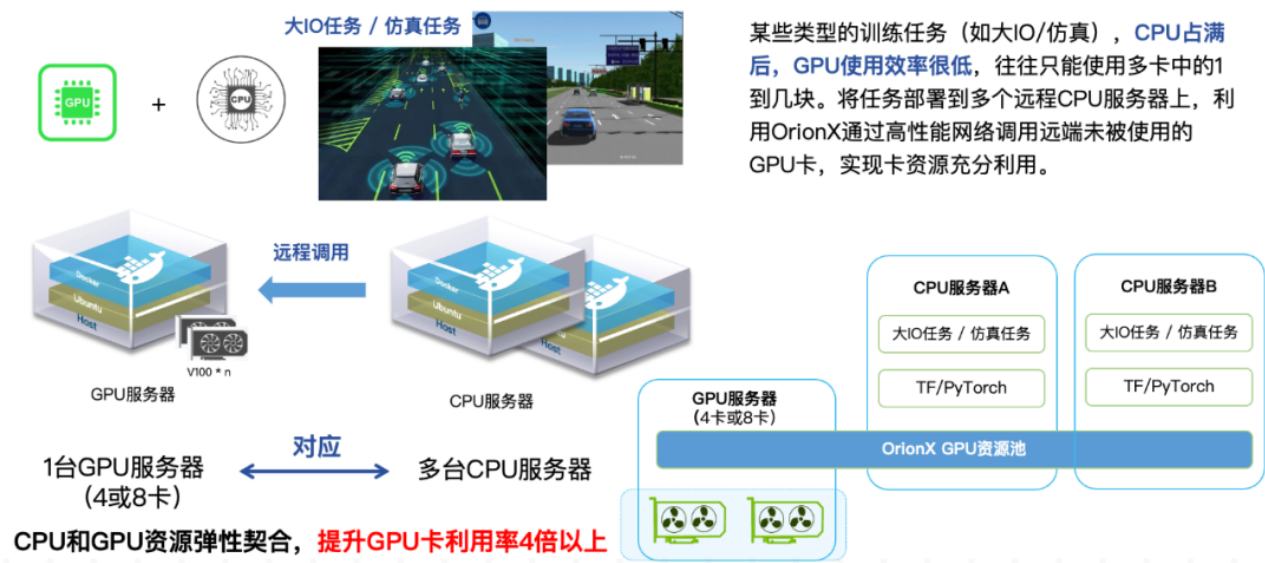 大IO任务 / 仿真任务
GPU
+
CPU
某些类型的训练任务（如大IO/仿真），CPU占满
后，GPU使用效率很低，往往只能使用多卡中的1
到几块。将任务部署到多个远程CPU服务器上，利
用OrionX通过高性能网络调用远端未被使用的
GPU卡，实现卡资源充分利用。
Docker
Ubuntu
Host
V100 * n
GPU服务器
远程调用
Docker
Ubuntu
Host
Host
CPU服务器
1台GPU服务器
（4或8卡）
对应
多台CPU服务器
CPU和GPU资源弹性契合，提升GPU卡利用率4倍以上
CPU服务器A
大IO任务 / 仿真任务
TF/PyTorch
CPU服务器B
大IO任务 / 仿真任务
TF/PyTorch
GPU服务器
（4卡或8卡）
OrionX GPU资源池